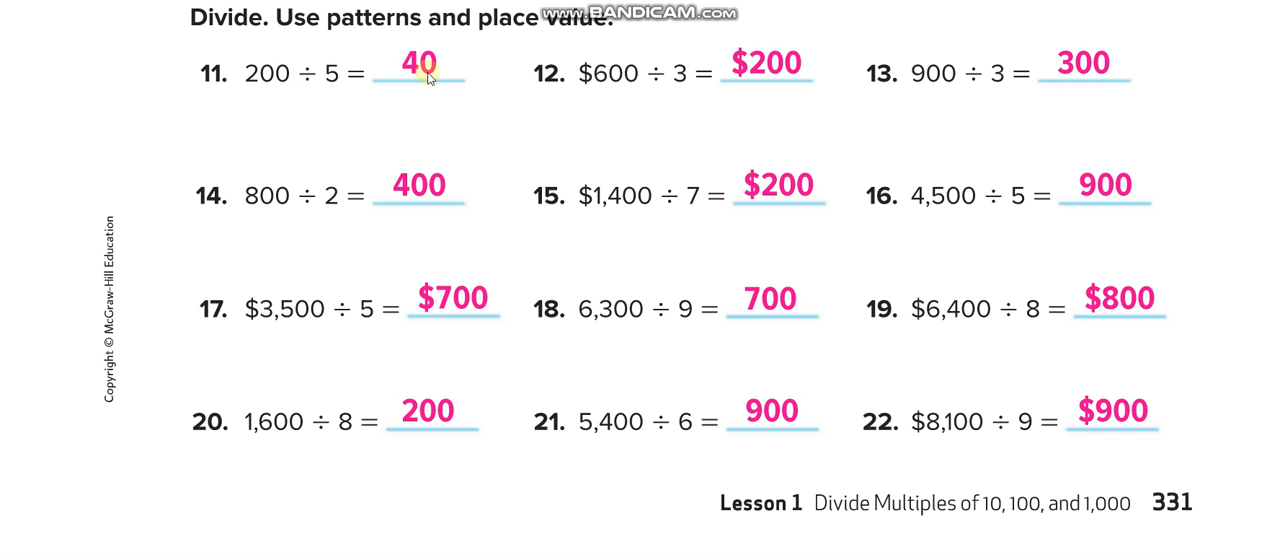 Divide. Use patterns and place value.
www.BANDICAM.com
11. 200 ÷ 5 = 40
12. $600 ÷ 3 = $200
13. 900 ÷ 3 = 300
14. 800 ÷ 2 = 400
15. $1,400 ÷ 7 = $200
16. 4,500 ÷ 5 = 900
17. $3,500 ÷ 5 = $700
18. 6,300 ÷ 9 = 700
19. $6,400 ÷ 8 = $800
20. 1,600 ÷ 8 = 200
21. 5,400 ÷ 6 = 900
22. $8,100 ÷ 9 = $900
Copyright © McGraw-Hill Education
Lesson 1 Divide Multiples of 10, 100, and 1,000 331